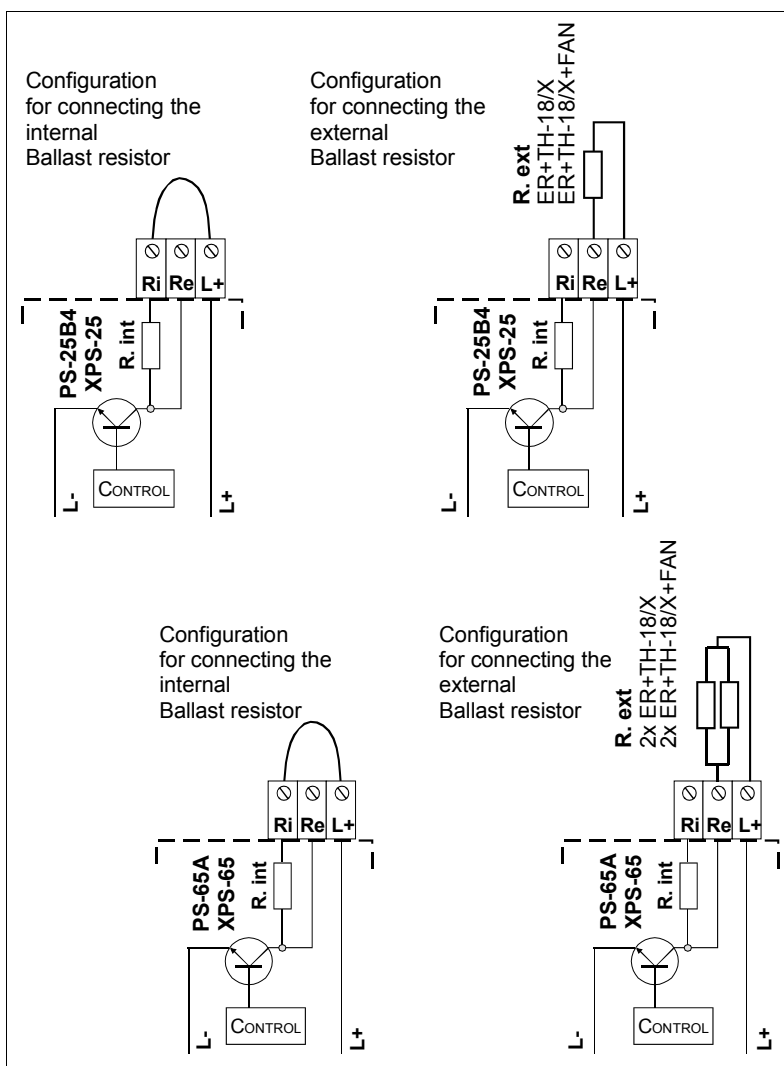 Configuration
for connecting the
internal
Ballast resistor
Ri Re L+
PS-25B4
XPS-25
R. int
CONTROL
L-
L+
Configuration
for connecting the
external
Ballast resistor
R. ext
ER+TH-18/X
ER+TH-18/X+FAN
Ri Re L+
PS-25B4
XPS-25
R. int
CONTROL
L-
L+
Configuration
for connecting the
internal
Ballast resistor
Ri Re L+
PS-65A
XPS-65
R. int
CONTROL
L-
L+
Configuration
for connecting the
external
Ballast resistor
R. ext
2x ER+TH-18/X
2x ER+TH-18/X+FAN
Ri Re L+
PS-65A
XPS-65
R. int
CONTROL
L-
L+